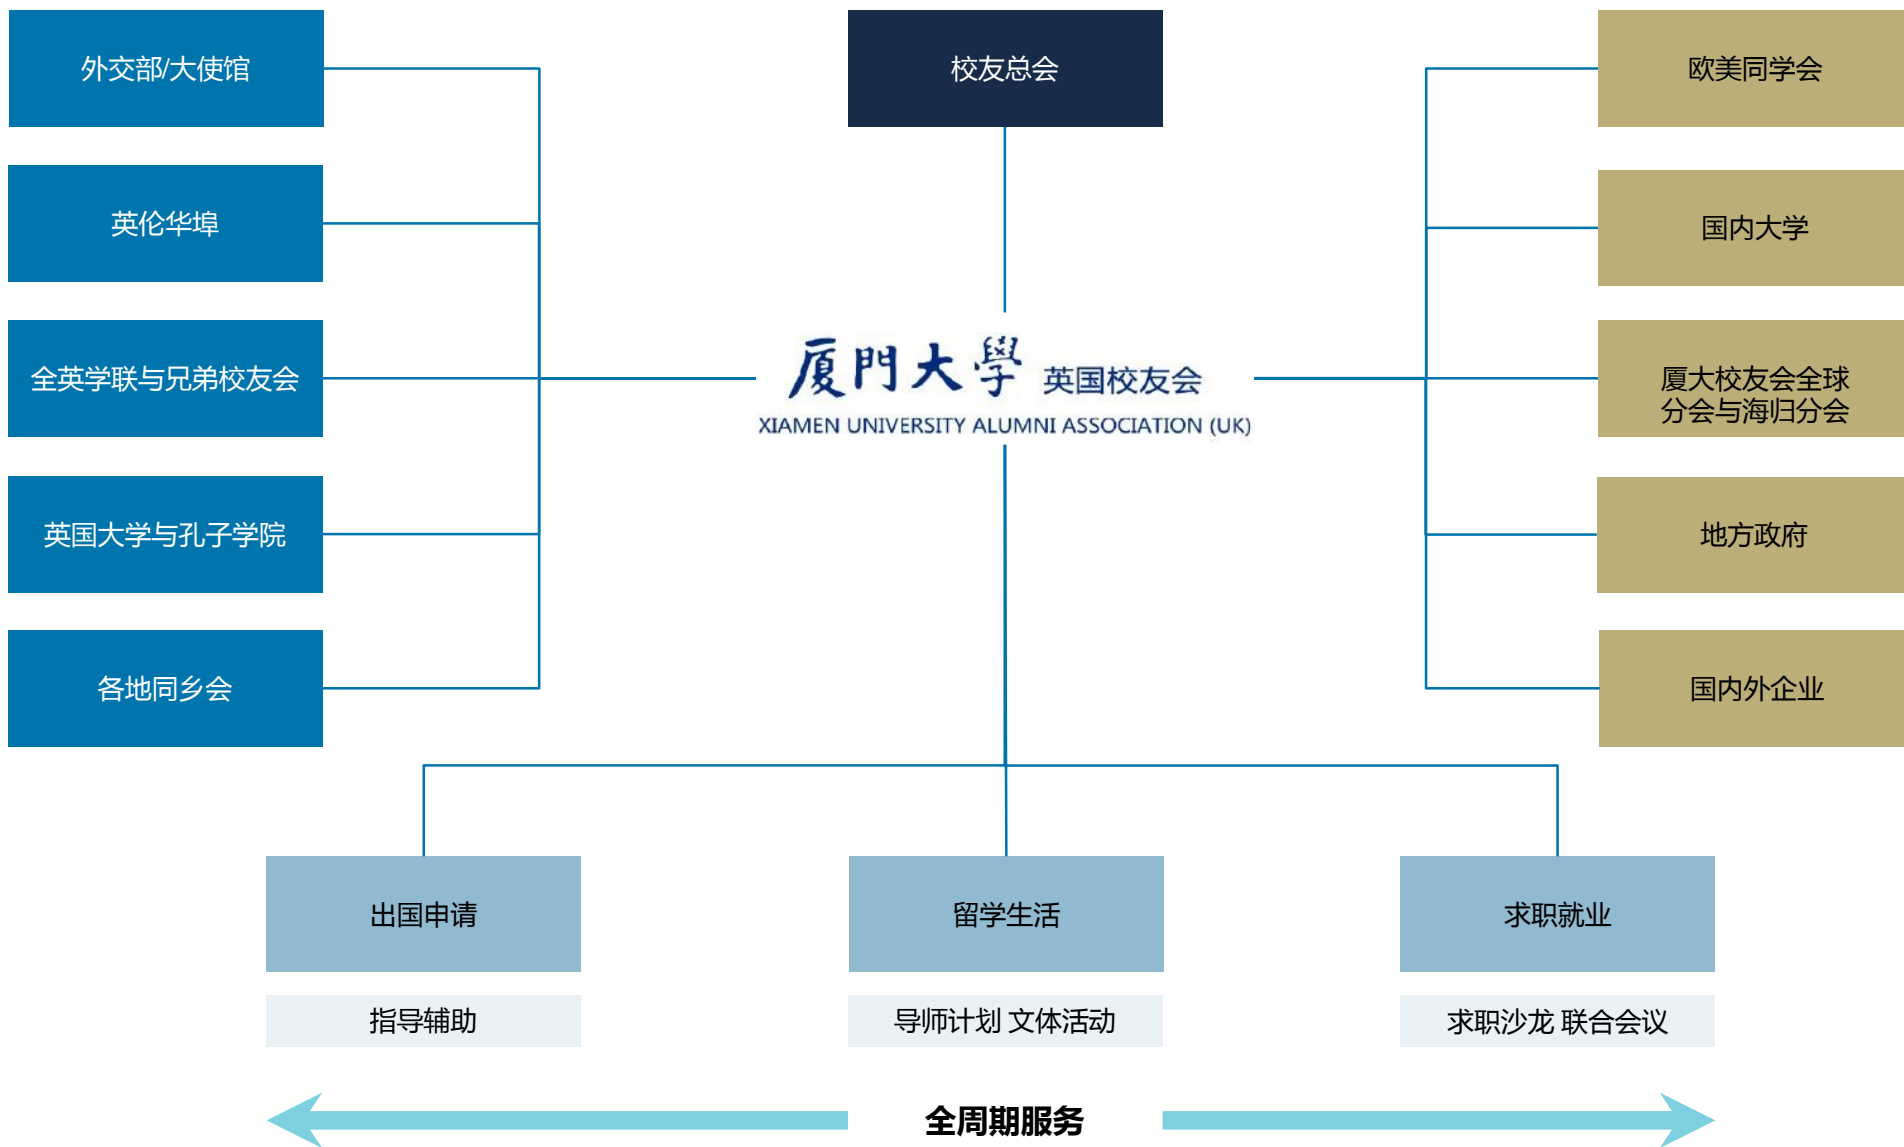 外交部/大使馆
校友总会
欧美同学会
英伦华埠
国内大学
全英学联与兄弟校友会
厦門大學 英国校友会
XIAMEN UNIVERSITY ALUMNI ASSOCIATION (UK)
厦大校友会全球
分会与海归分会
英国大学与孔子学院
地方政府
各地同乡会
国内外企业
出国申请
留学生活
求职就业
指导辅助
导师计划 文体活动
求职沙龙 联合会议
全周期服务